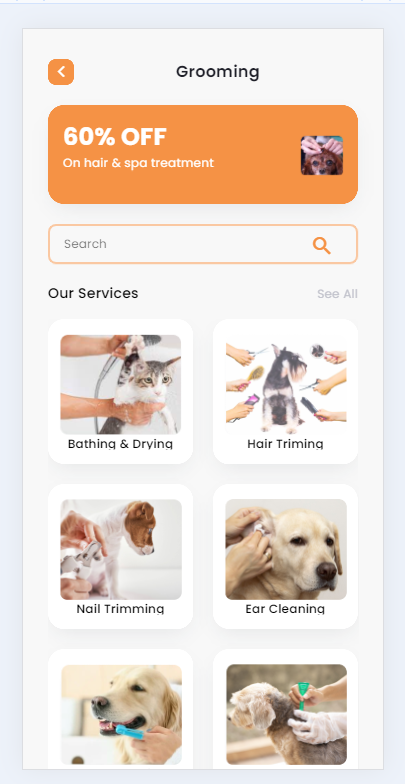 Grooming
60% OFF
On hair & spa treatment
Search
Our Services
See All
Bathing & Drying
Hair Triming
Nail Trimming
Ear Cleaning